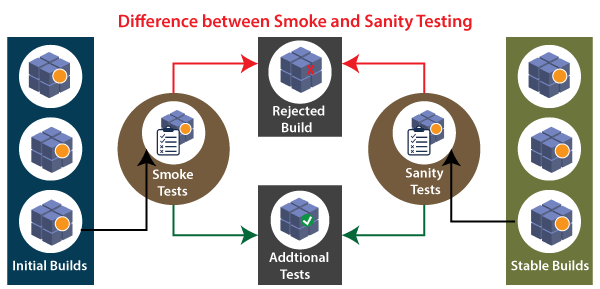 Difference between Smoke and Sanity Testing
Rejected
Build
Smoke
Tests
Sanity
Tests
Initial Builds
Addtional
Tests
Stable Builds